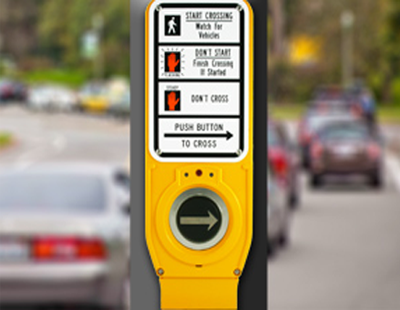 START CROSSING
Watch For
Vehicles
DON'T START
Finish Crossing
If Started
DON'T CROSS
PUSH BUTTON
TO CROSS